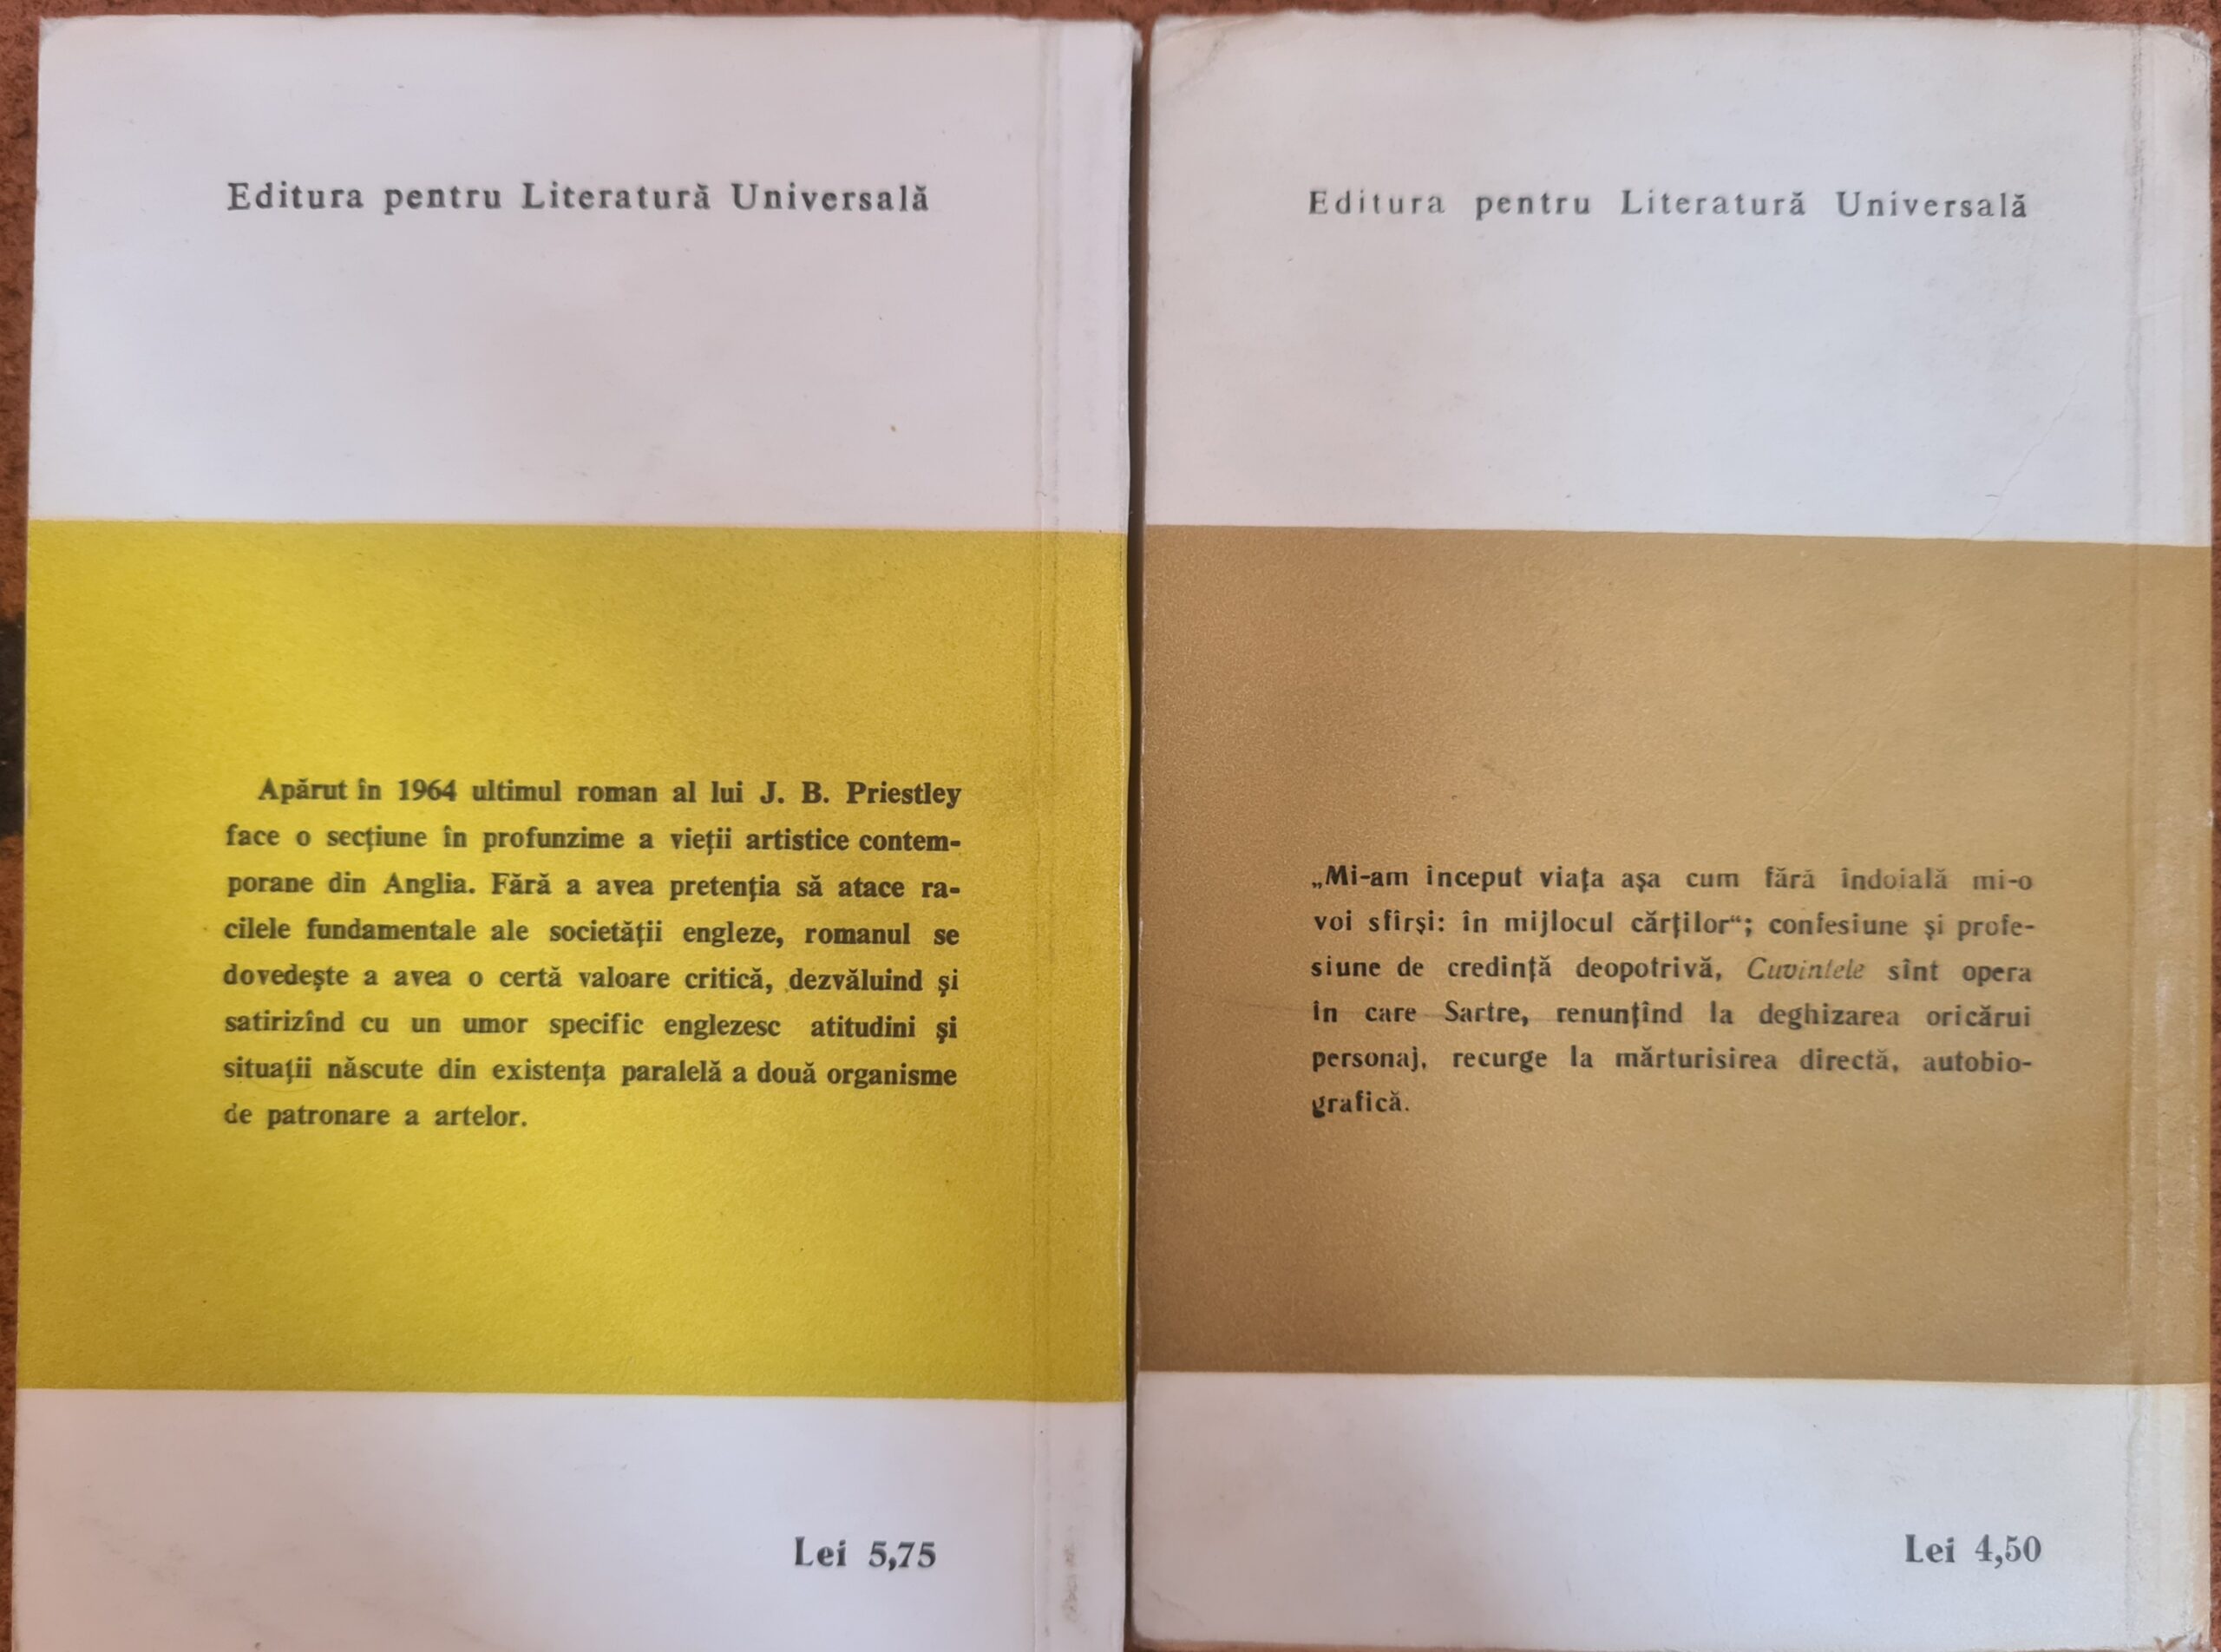 Editura pentru Literatură Universală
Apărut în 1964 ultimul roman al lui J. B. Priestley
face o secţiune în profunzime a vieţii artistice contem-
porane din Anglia. Fără a avea pretenţia să atace ra-
cilele fundamentale ale societăţii engleze, romanul se
dovedeşte a avea o certă valoare critică, dezvăluind şi
satirizînd cu un umor specific englezesc atitudini şi
situaţii născute din existenţa paralelă a două organisme
de patronare a artelor.
Lei 5,75
Editura pentru Literatură Universală
„Mi-am început viaţa aşa cum fără îndoială mi-o
voi sfîrşi: în mijlocul cărţilor“; confesiune şi profe-
siune de credinţă deopotrivă, Cuvintele sînt opera
în care Sartre, renunţînd la deghizarea oricărui
personaj, recurge la mărturisirea directă, autobio-
grafică.
Lei 4,50